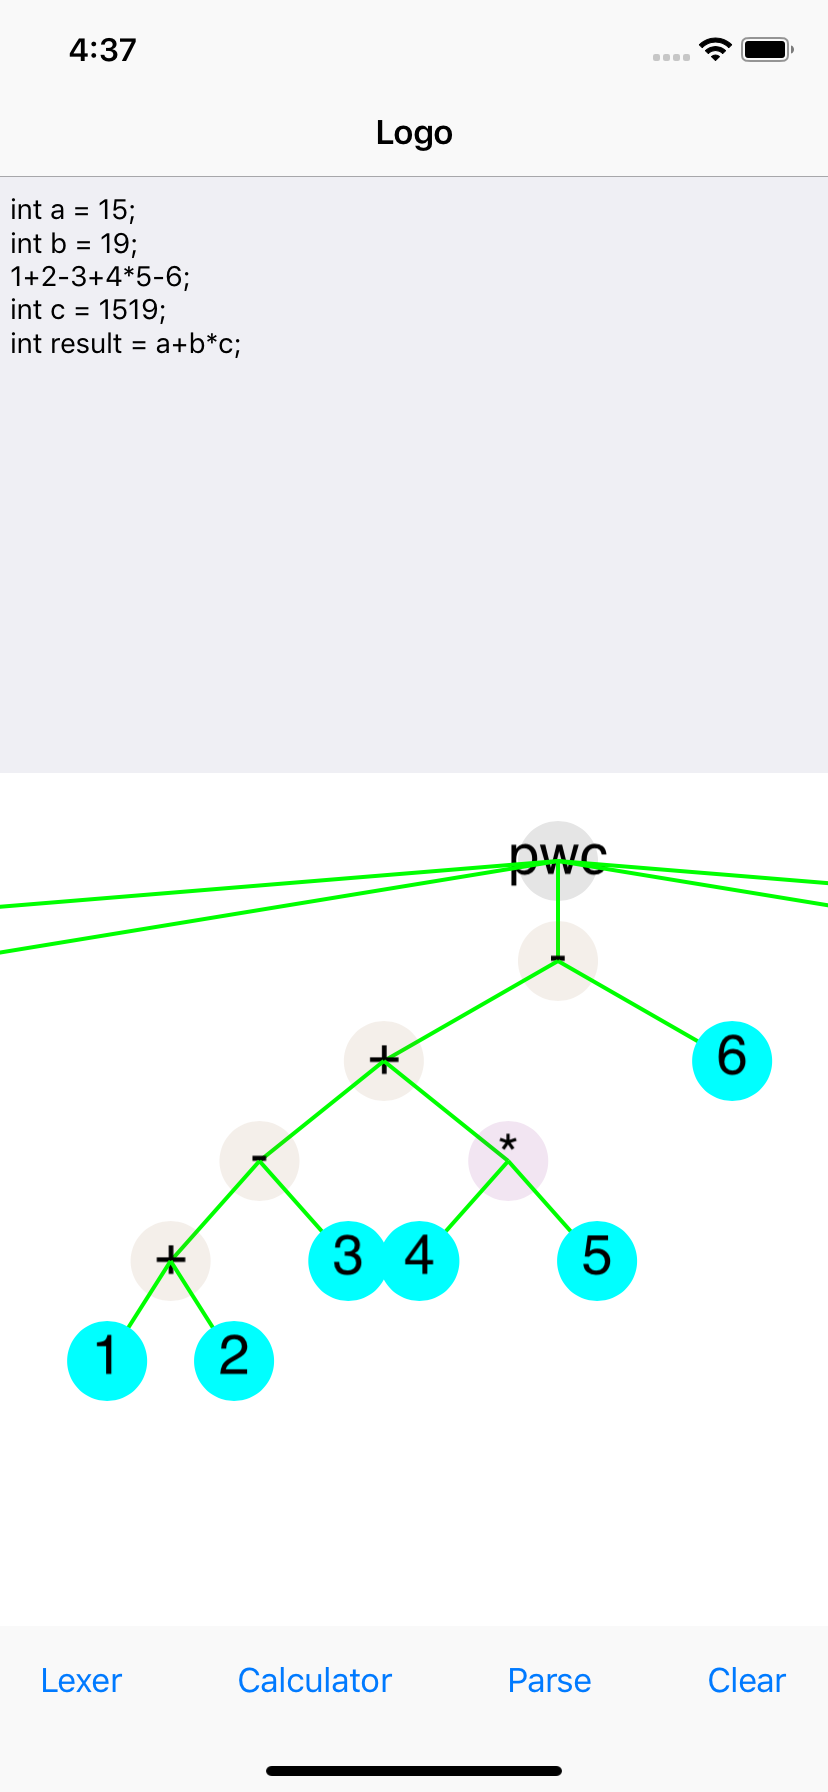 4:37
Logo
int a = 15;
int b = 19;
1+2-3+4*5-6;
int c = 1519;
int result = a+b*c;
pwc
-
+
6
-
*
+
3
4
5
1
2
Lexer
Calculator
Parse
Clear